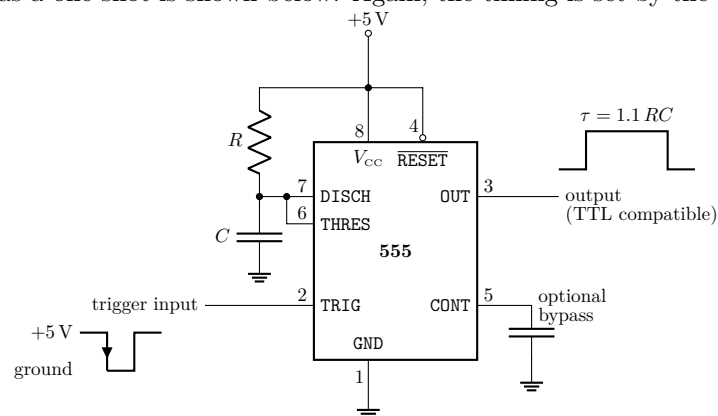 as a one-shot is shown below. Again, the timing is set by the
+5 V
τ = 1.1 RC
R
8
4
V_CC
RESET
7
DISCH
OUT
3
output
(TTL compatible)
6
THRES
C
555
trigger input
2
TRIG
CONT
5
optional
bypass
+5 V
ground
GND
1